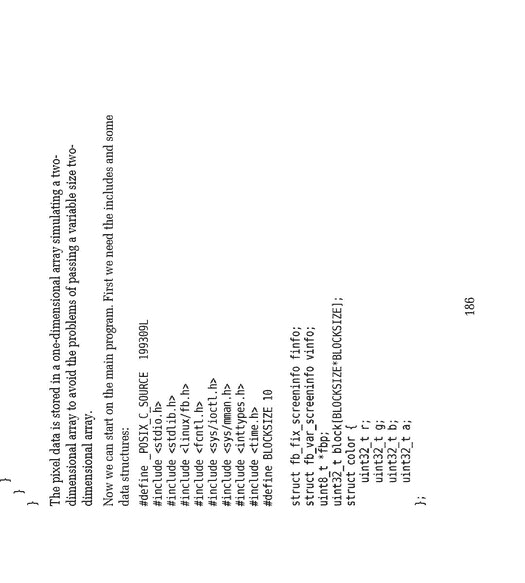 }
}
}
The pixel data is stored in a one-dimensional array simulating a two-
dimensional array to avoid the problems of passing a variable size two-
dimensional array.
Now we can start on the main program. First we need the includes and some
data structures:
#define _POSIX_C_SOURCE 199309L
#include <stdio.h>
#include <stdlib.h>
#include <linux/fb.h>
#include <fcntl.h>
#include <sys/ioctl.h>
#include <sys/mman.h>
#include <inttypes.h>
#include <time.h>
#define BLOCKSIZE 10
struct fb_fix_screeninfo finfo;
struct fb_var_screeninfo vinfo;
uint8_t *fbp;
uint32_t block[BLOCKSIZE*BLOCKSIZE];
struct color {
uint32_t r;
uint32_t g;
uint32_t b;
uint32_t a;
};
186